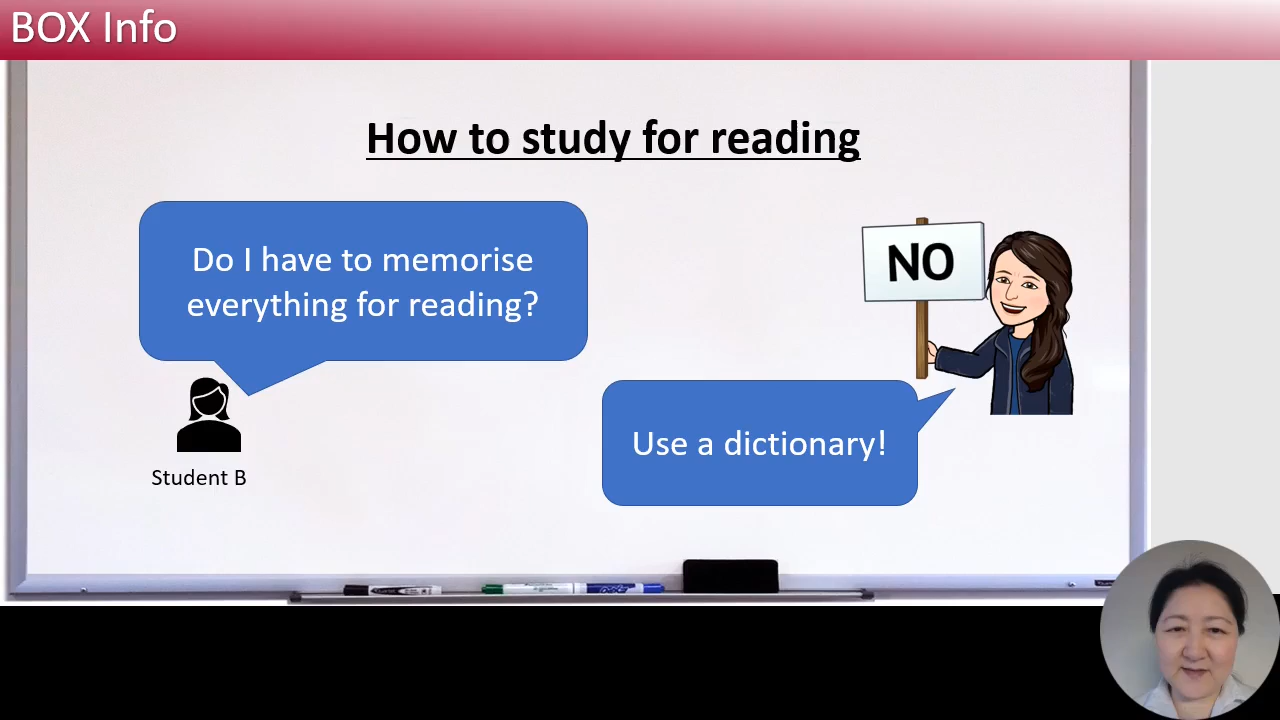 BOX Info
How to study for reading
Do I have to memorise
everything for reading?
NO
Use a dictionary!
Student B